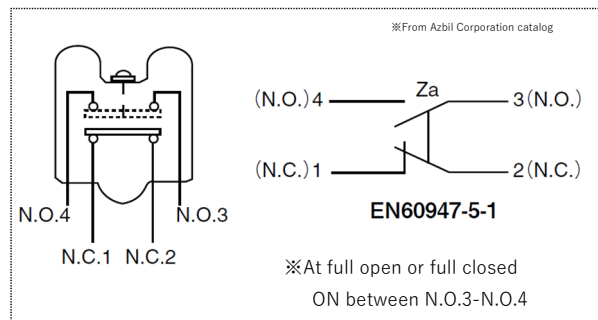 ※From Azbil Corporation catalog
Za
(N.O.)4
3(N.O.)
(N.C.)1
2(N.C.)
EN60947-5-1
N.O.4
N.O.3
N.C.1
N.C.2
※At full open or full closed
ON between N.O.3-N.O.4